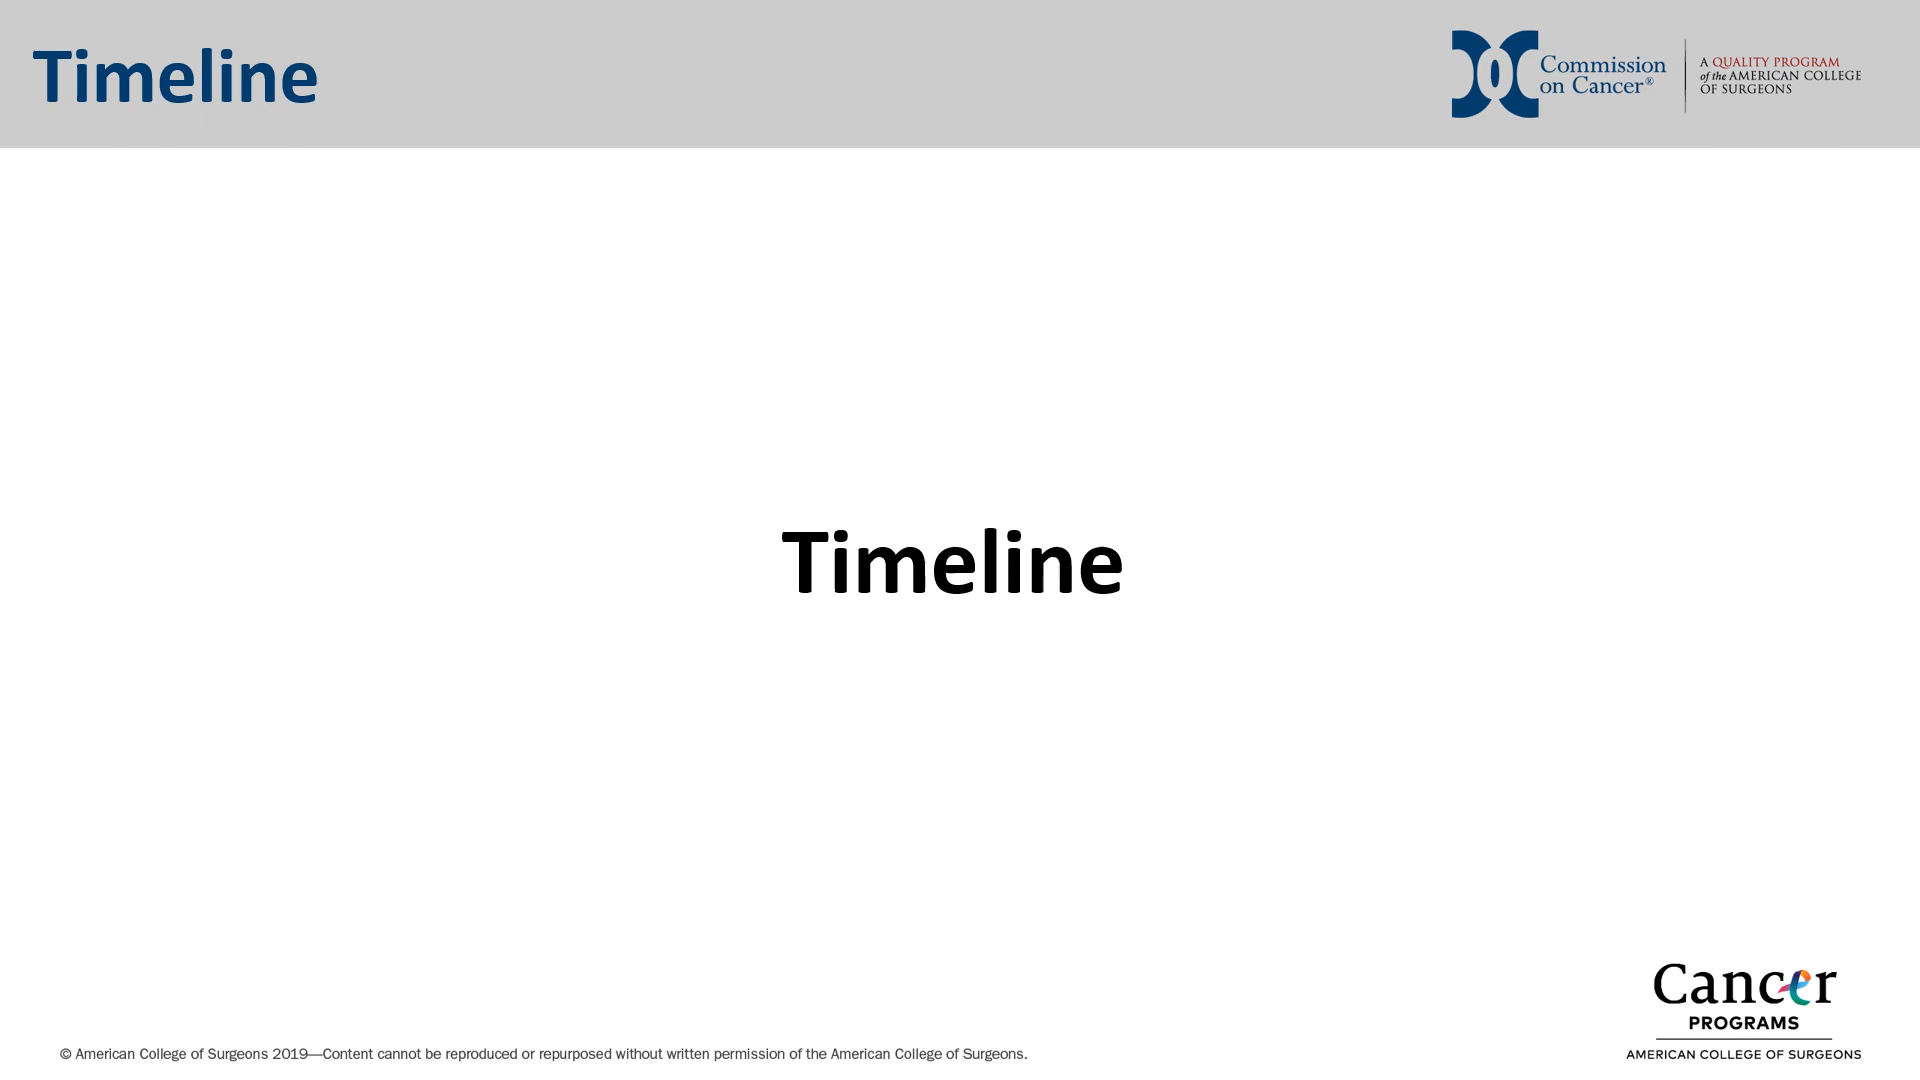 Timeline
Commission
on Cancer®
A QUALITY PROGRAM
of the AMERICAN COLLEGE
OF SURGEONS
Timeline
Cancer
PROGRAMS
AMERICAN COLLEGE OF SURGEONS
© American College of Surgeons 2019—Content cannot be reproduced or repurposed without written permission of the American College of Surgeons.